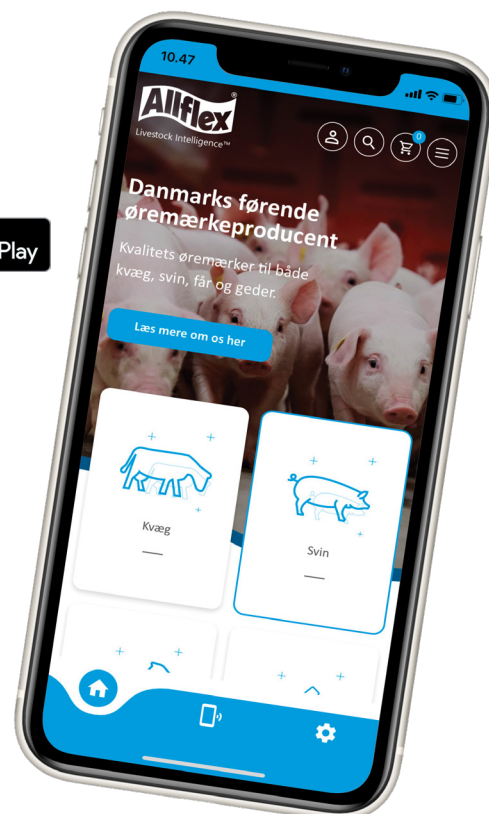 10.47
Allflex®
Livestock Intelligence™
0
Danmarks førende
øremærkeproducent
Kvalitets øremærker til både
kvæg, svin, får og geder.
Læs mere om os her
Play
Kvæg
Svin